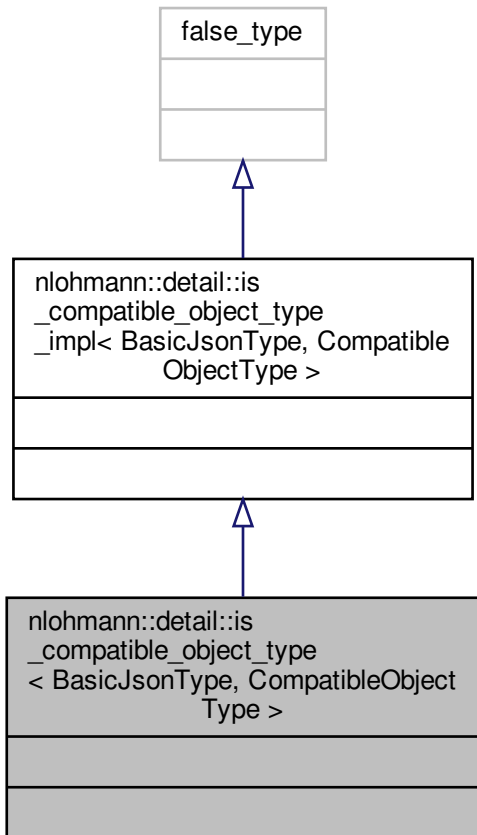 false_type
nlohmann::detail::is
_compatible_object_type
_impl< BasicJsonType, Compatible
ObjectType >
nlohmann::detail::is
_compatible_object_type
< BasicJsonType, CompatibleObject
Type >